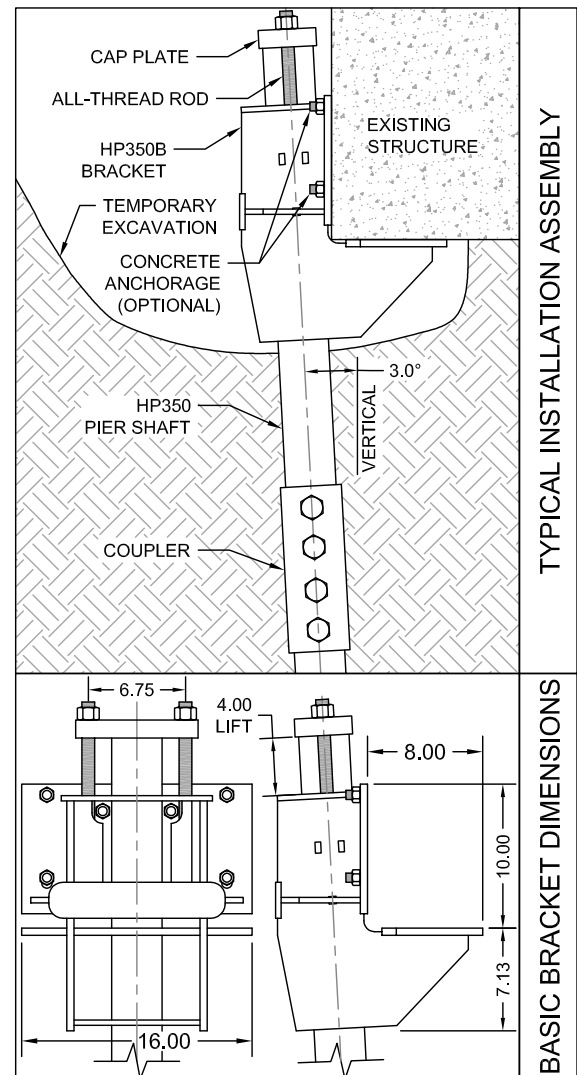 CAP PLATE
ALL-THREAD ROD
HP350B
BRACKET
TEMPORARY
EXCAVATION
CONCRETE
ANCHORAGE
(OPTIONAL)
EXISTING
STRUCTURE
3.0°
VERTICAL
HP350
PIER SHAFT
COUPLER
TYPICAL INSTALLATION ASSEMBLY
6.75
4.00
LIFT
8.00
10.00
7.13
16.00
BASIC BRACKET DIMENSIONS